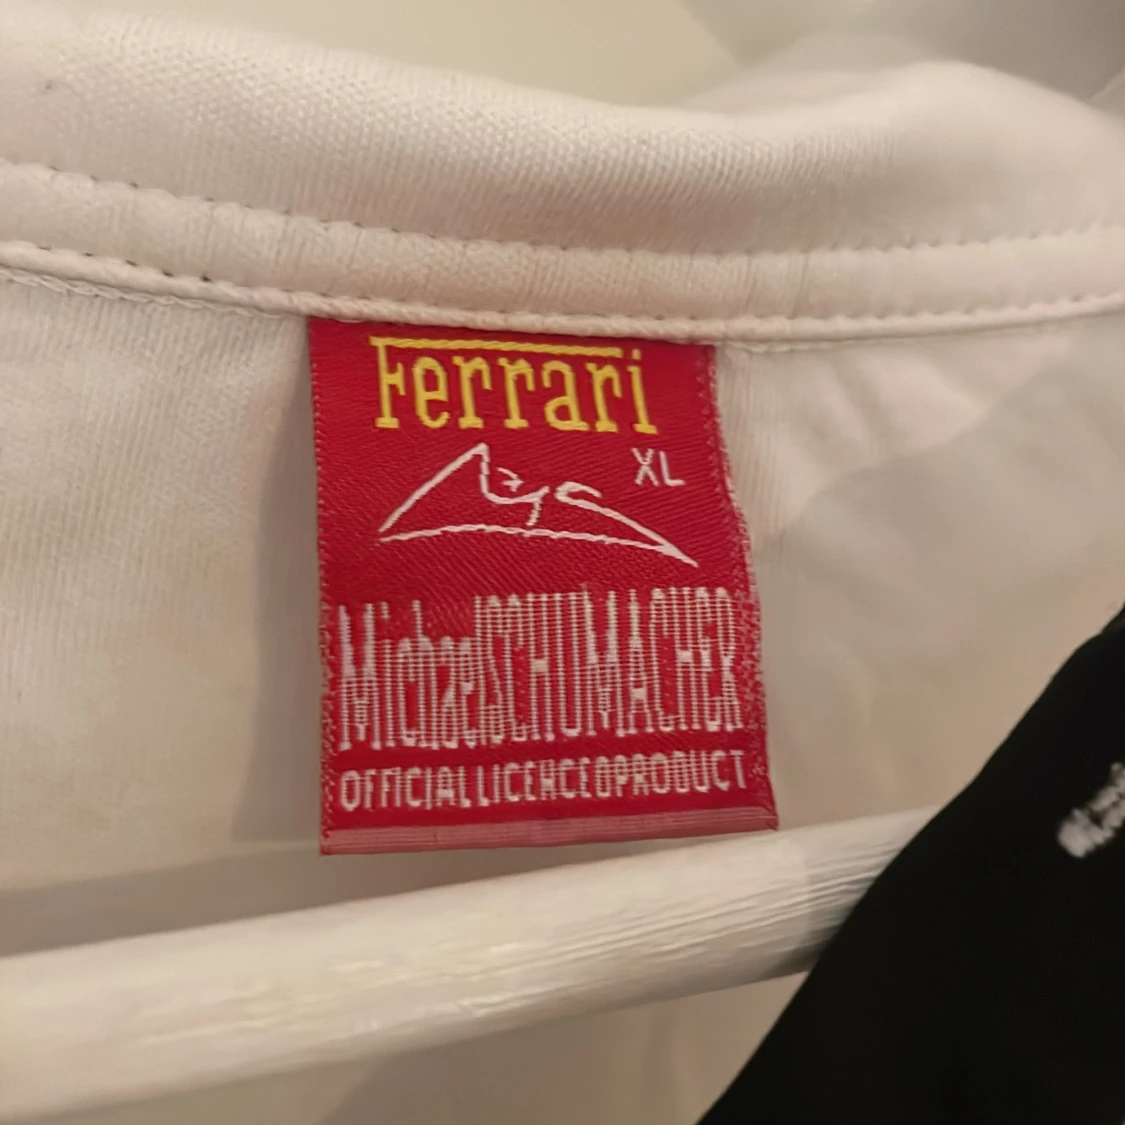 Ferrari
XL
MichaelSCHUMACHER
OFFICIALLICENCEDPRODUCT